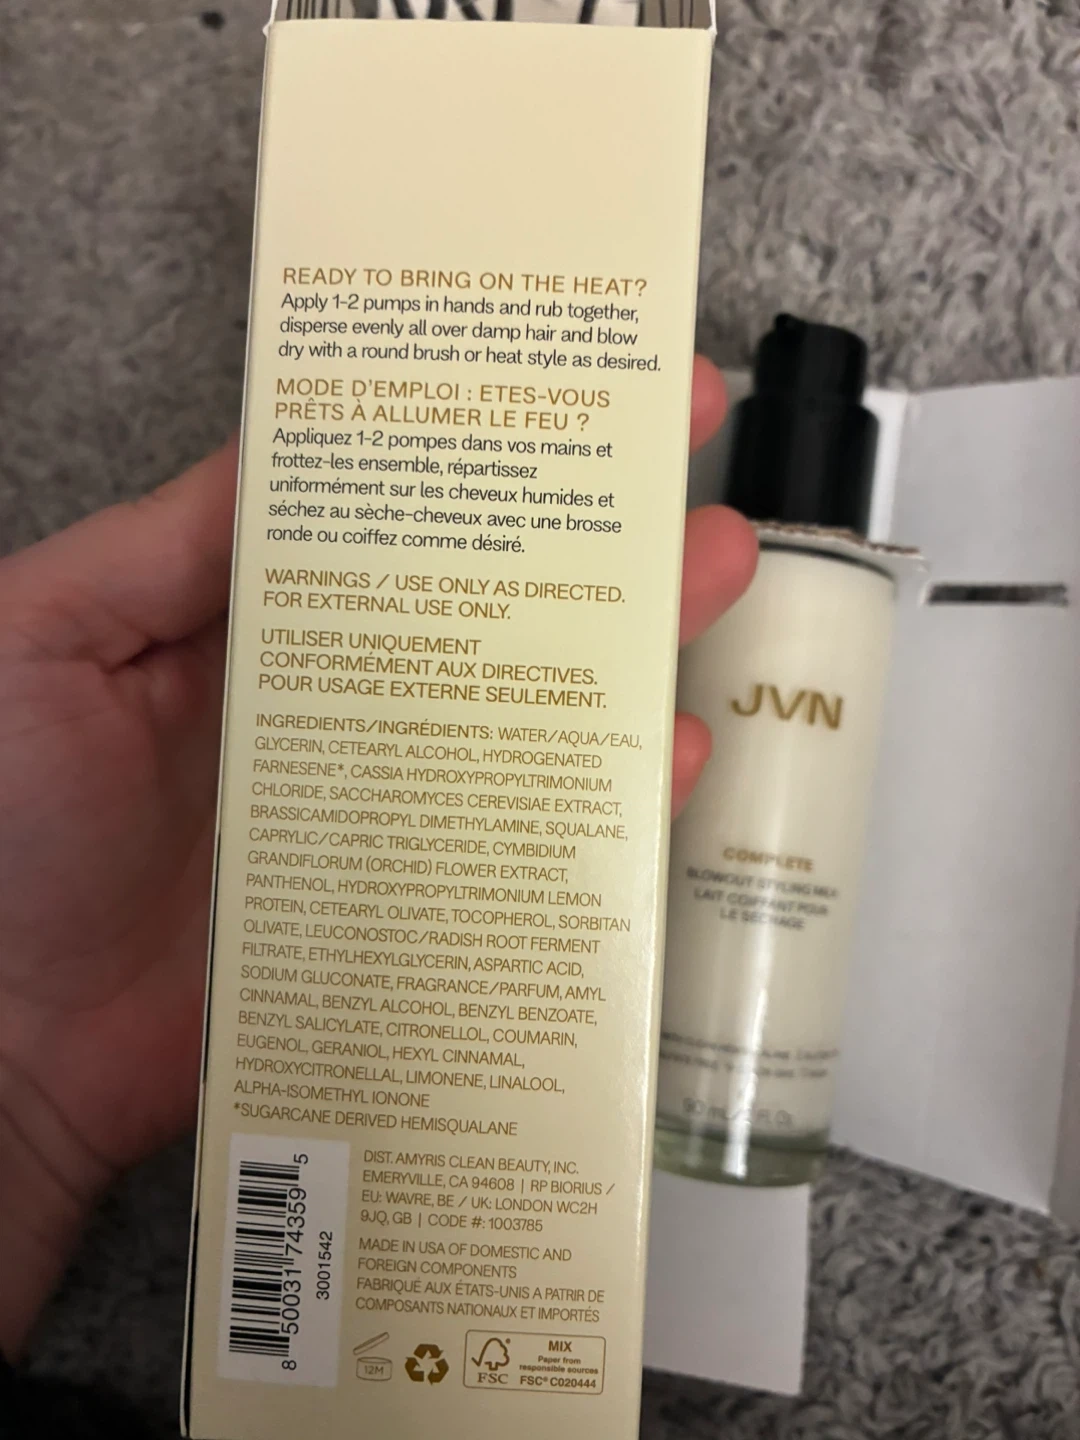 READY TO BRING ON THE HEAT?
Apply 1-2 pumps in hands and rub together,
disperse evenly all over damp hair and blow
dry with a round brush or heat style as desired.
MODE D'EMPLOI : ETES-VOUS
PRÊTS À ALLUMER LE FEU ?
Appliquez 1-2 pompes dans vos mains et
frottez-les ensemble, répartissez
uniformément sur les cheveux humides et
séchez au sèche-cheveux avec une brosse
ronde ou coiffez comme désiré.
WARNINGS / USE ONLY AS DIRECTED.
FOR EXTERNAL USE ONLY.
UTILISER UNIQUEMENT
CONFORMÉMENT AUX DIRECTIVES.
POUR USAGE EXTERNE SEULEMENT.
INGREDIENTS/INGRÉDIENTS: WATER/AQUA/EAU,
GLYCERIN, CETEARYL ALCOHOL, HYDROGENATED
FARNESENE*, CASSIA HYDROXYPROPYLTRIMONIUM
CHLORIDE, SACCHAROMYCES CEREVISIAE EXTRACT,
BRASSICAMIDOPROPYL DIMETHYLAMINE, SQUALANE,
CAPRYLIC/CAPRIC TRIGLYCERIDE, CYMBIDIUM
GRANDIFLORUM (ORCHID) FLOWER EXTRACT,
PANTHENOL, HYDROXYPROPYLTRIMONIUM LEMON
PROTEIN, CETEARYL OLIVATE, TOCOPHEROL, SORBITAN
OLIVATE, LEUCONOSTOC/RADISH ROOT FERMENT
FILTRATE, ETHYLHEXYLGLYCERIN, ASPARTIC ACID,
SODIUM GLUCONATE, FRAGRANCE/PARFUM, AMYL
CINNAMAL, BENZYL ALCOHOL, BENZYL BENZOATE,
BENZYL SALICYLATE, CITRONELLOL, COUMARIN,
EUGENOL, GERANIOL, HEXYL CINNAMAL,
HYDROXYCITRONELLAL, LIMONENE, LINALOOL,
ALPHA-ISOMETHYL IONONE
*SUGARCANE DERIVED HEMISQUALANE
8 50031 74359 5
3001542
DIST. AMYRIS CLEAN BEAUTY, INC.
EMERYVILLE, CA 94608 | RP BIORIUS /
EU: WAVRE, BE / UK: LONDON WC2H
9JQ, GB | CODE #: 1003785
MADE IN USA OF DOMESTIC AND
FOREIGN COMPONENTS
FABRIQUÉ AUX ÉTATS-UNIS A PATRIR DE
COMPOSANTS NATIONAUX ET IMPORTÉS
12M
FSC
MIX
Paper from
responsible sources
FSC® C020444
JVN
COMPLETE
BLOWOUT STYLING MILK
LAIT COIFFANT POUR
LE SÉCHAGE